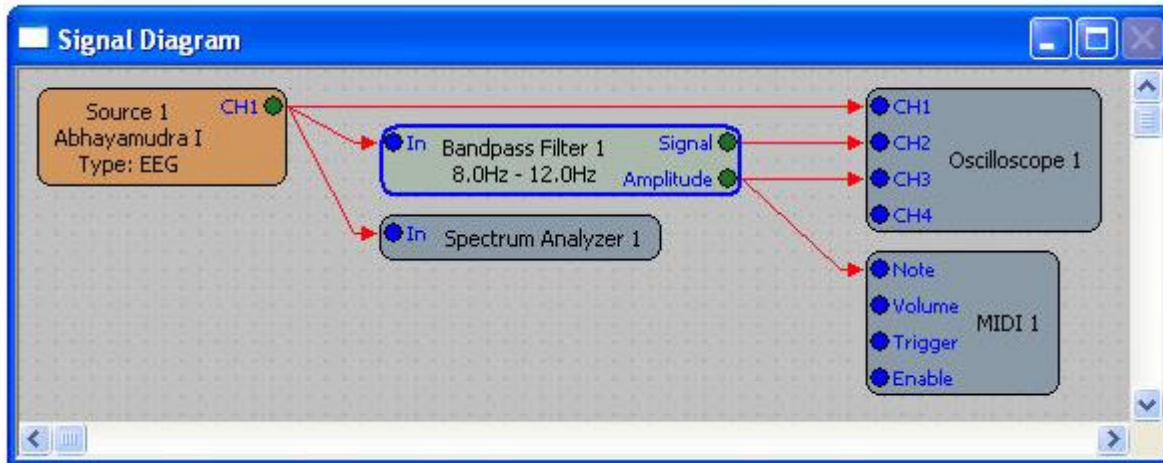 Signal Diagram
Source 1
Abhayamudra I
Type: EEG
CH1
In
Bandpass Filter 1
8.0Hz - 12.0Hz
Signal
Amplitude
In
Spectrum Analyzer 1
CH1
CH2
CH3
CH4
Oscilloscope 1
Note
Volume
Trigger
Enable
MIDI 1